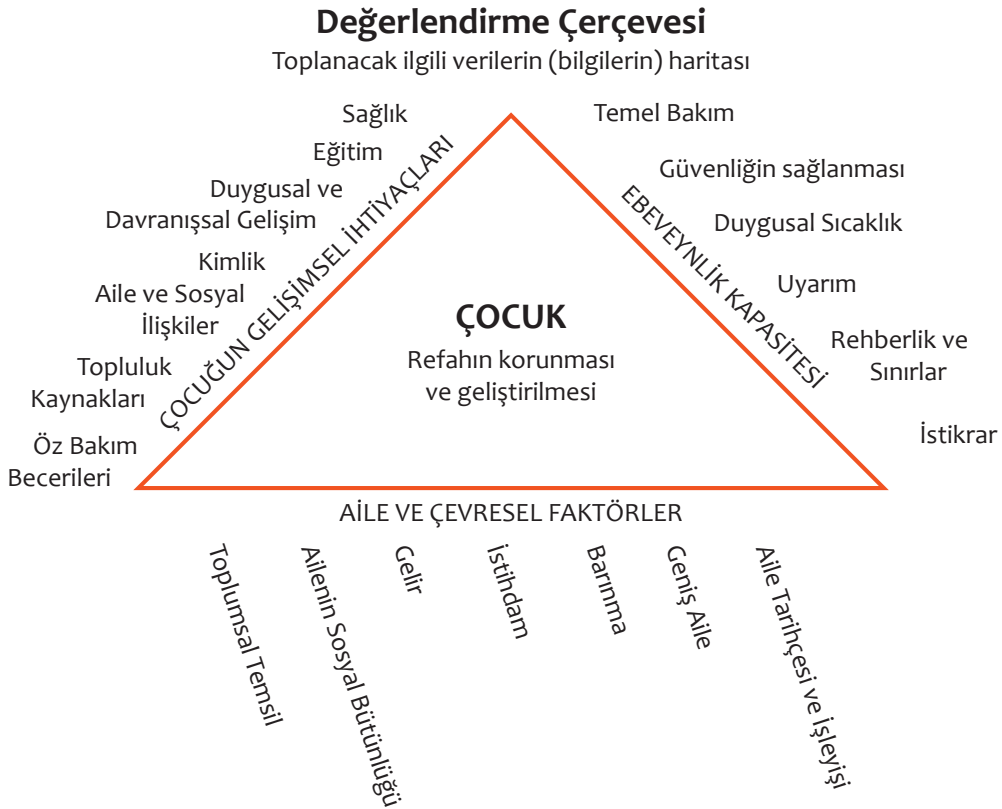 Değerlendirme Çerçevesi
Toplanacak ilgili verilerin (bilgilerin) haritası
Sağlık
Eğitim
Duygusal ve
Davranışsal Gelişim
Kimlik
Aile ve Sosyal
İlişkiler
Topluluk
Kaynakları
Öz Bakım
Becerileri
ÇOCUĞUN GELİŞİMSEL İHTİYAÇLARI
ÇOCUK
Refahın korunması
ve geliştirilmesi
EBEVEYNLİK KAPASİTESİ
Temel Bakım
Güvenliğin sağlanması
Duygusal Sıcaklık
Uyarım
Rehberlik ve
Sınırlar
İstikrar
AİLE VE ÇEVRESEL FAKTÖRLER
Toplumsal Temsil
Ailenin Sosyal Bütünlüğü
Gelir
İstihdam
Barınma
Geniş Aile
Aile Tarihçesi ve İşleyişi